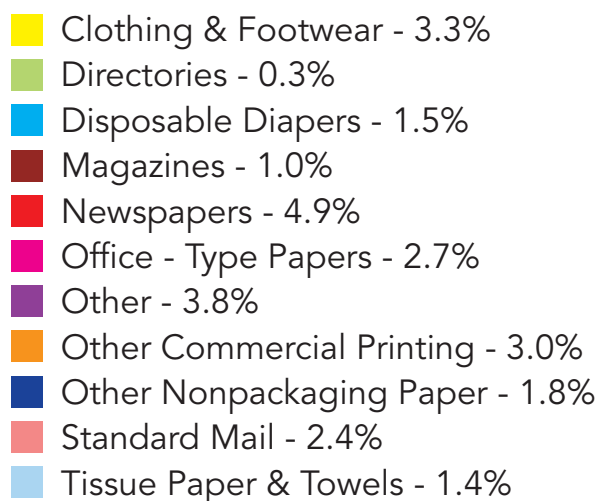 Clothing & Footwear - 3.3%
Directories - 0.3%
Disposable Diapers - 1.5%
Magazines - 1.0%
Newspapers - 4.9%
Office - Type Papers - 2.7%
Other - 3.8%
Other Commercial Printing - 3.0%
Other Nonpackaging Paper - 1.8%
Standard Mail - 2.4%
Tissue Paper & Towels - 1.4%